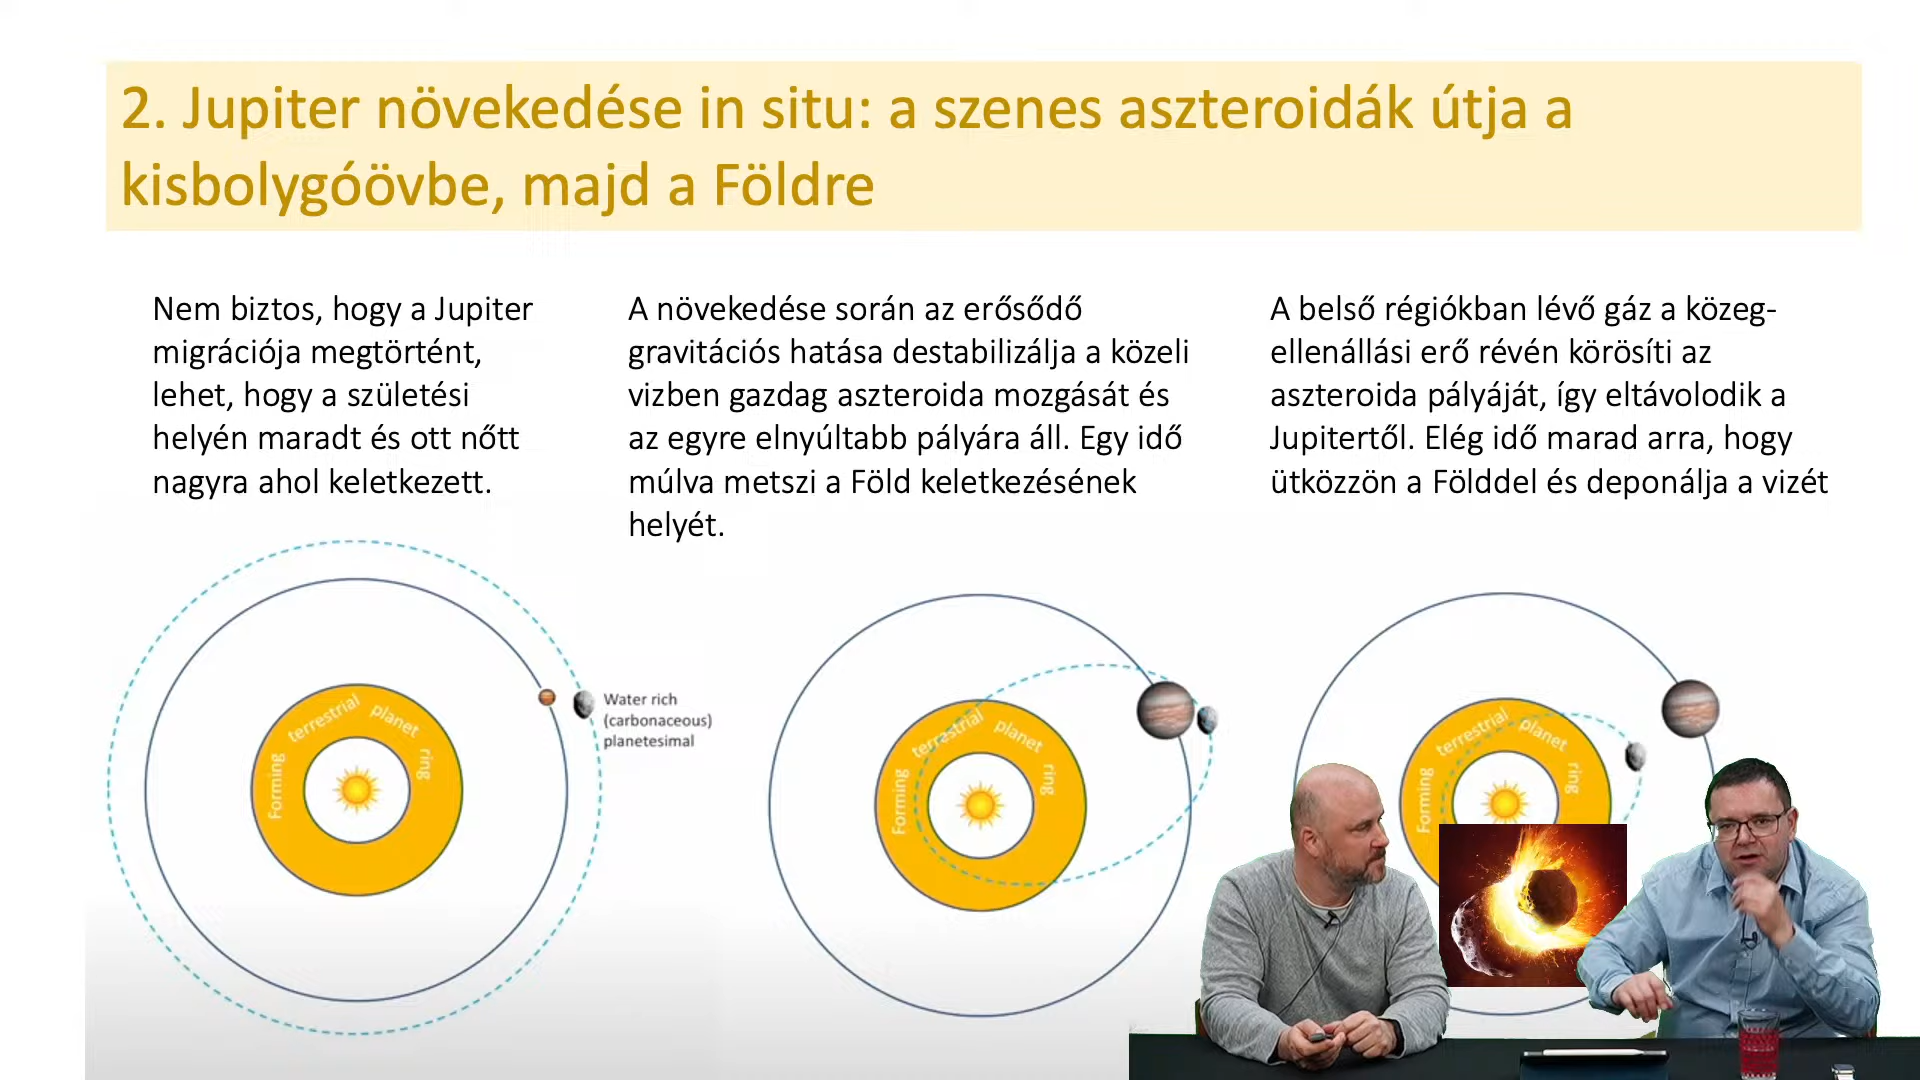 2. Jupiter növekedése in situ: a szenes aszteroidák útja a
kisbolygóövbe, majd a Földre
Nem biztos, hogy a Jupiter
migrációja megtörtént,
lehet, hogy a születési
helyén maradt és ott nőtt
nagyra ahol keletkezett.
A növekedése során az erősödő
gravitációs hatása destabilizálja a közeli
vizben gazdag aszteroida mozgását és
az egyre elnyúltabb pályára áll. Egy idő
múlva metszi a Föld keletkezésének
helyét.
A belső régiókban lévő gáz a közeg-
ellenállási erő révén körösíti az
aszteroida pályáját, így eltávolodik a
Jupitertől. Elég idő marad arra, hogy
ütközzön a Földdel és deponálja a vizét
Forming terrestrial planet ring
Water rich
(carbonaceous)
planetesimal
Forming terrestrial planet ring
Forming terrestrial planet ring